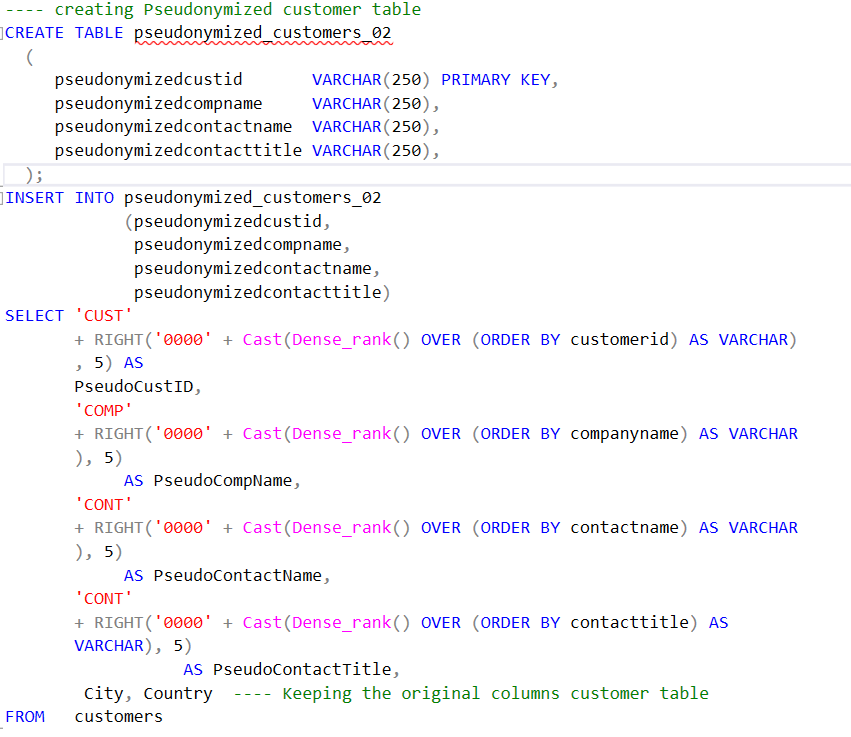 ---- creating Pseudonymized customer table
CREATE TABLE pseudonymized_customers_02
(
pseudonymizedcustid VARCHAR(250) PRIMARY KEY,
pseudonymizedcompname VARCHAR(250),
pseudonymizedcontactname VARCHAR(250),
pseudonymizedcontacttitle VARCHAR(250),
);
INSERT INTO pseudonymized_customers_02
(pseudonymizedcustid,
pseudonymizedcompname,
pseudonymizedcontactname,
pseudonymizedcontacttitle)
SELECT 'CUST'
+ RIGHT('0000' + Cast(Dense_rank() OVER (ORDER BY customerid) AS VARCHAR)
, 5) AS
PseudoCustID,
'COMP'
+ RIGHT('0000' + Cast(Dense_rank() OVER (ORDER BY companyname) AS VARCHAR
), 5)
AS PseudoCompName,
'CONT'
+ RIGHT('0000' + Cast(Dense_rank() OVER (ORDER BY contactname) AS VARCHAR
), 5)
AS PseudoContactName,
'CONT'
+ RIGHT('0000' + Cast(Dense_rank() OVER (ORDER BY contacttitle) AS
VARCHAR), 5)
AS PseudoContactTitle,
City, Country ---- Keeping the original columns customer table
FROM customers